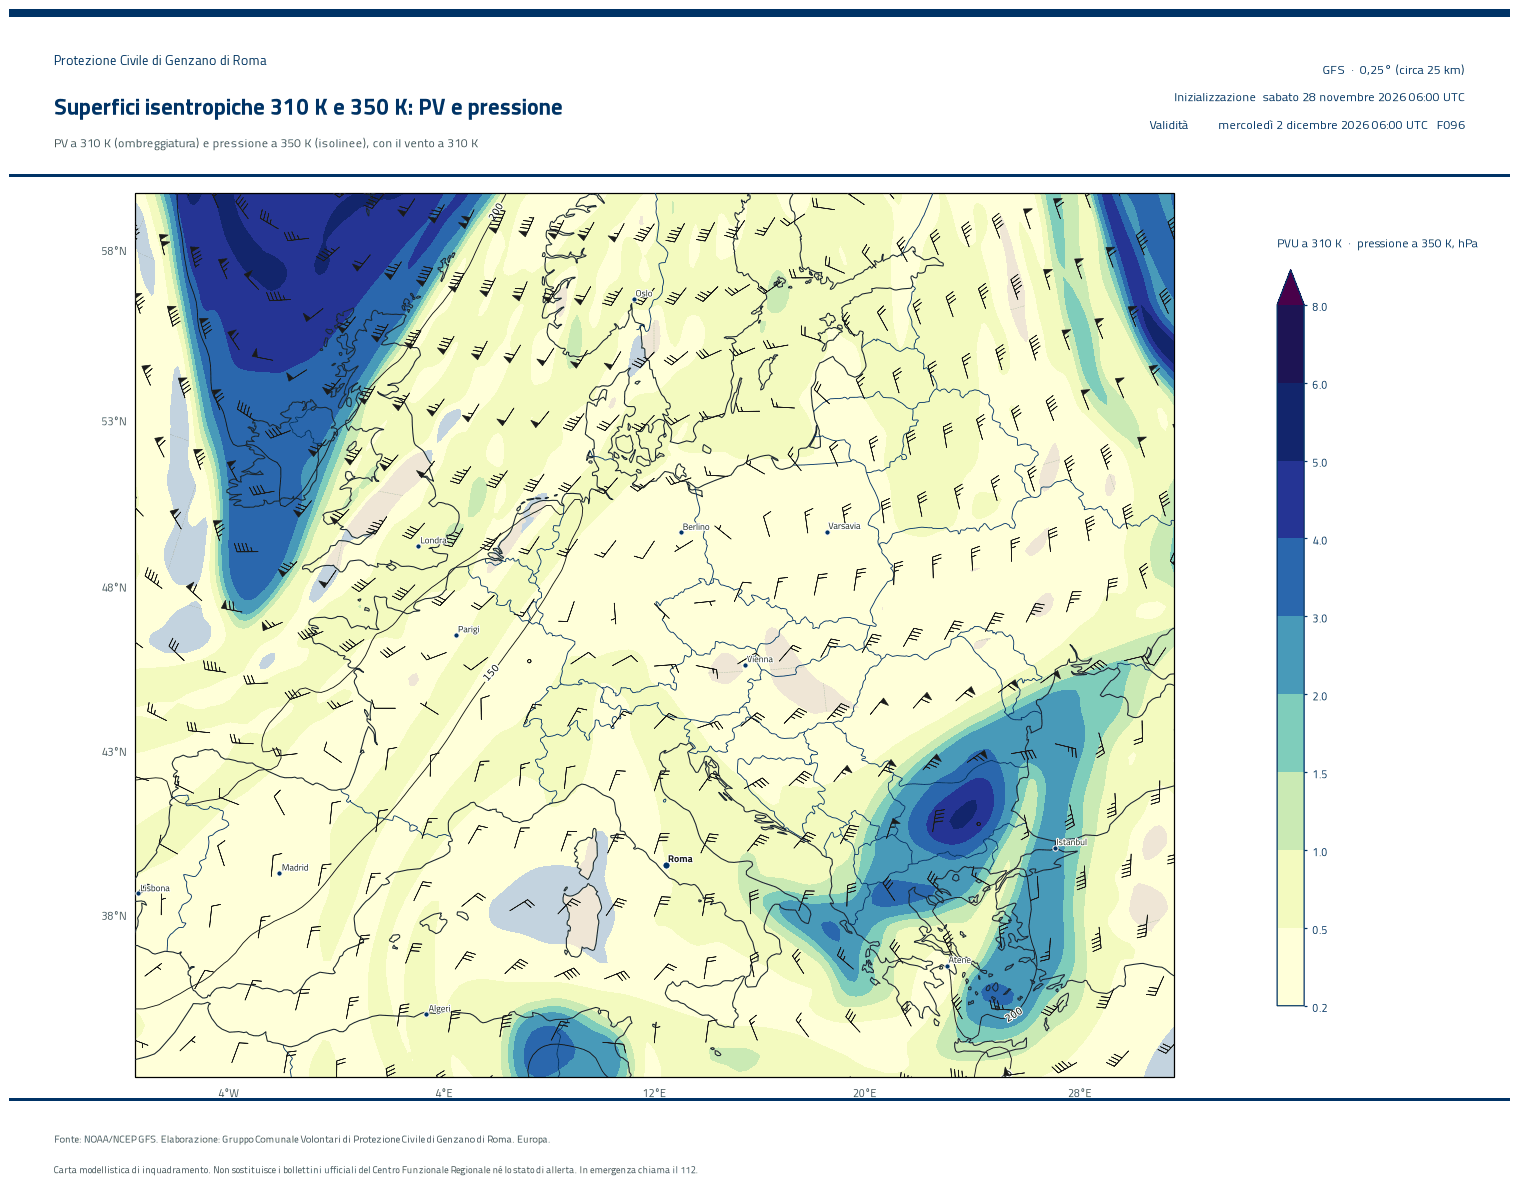 Protezione Civile di Genzano di Roma
Superfici isentropiche 310 K e 350 K: PV e pressione
PV a 310 K (ombreggiatura) e pressione a 350 K (isolinee), con il vento a 310 K
GFS · 0,25° (circa 25 km)
Inizializzazione sabato 28 novembre 2026 06:00 UTC
Validità mercoledì 2 dicembre 2026 06:00 UTC F096
PVU a 310 K · pressione a 350 K, hPa
8.0
6.0
5.0
4.0
3.0
2.0
1.5
1.0
0.5
0.2
58°N
53°N
48°N
43°N
38°N
4°W
4°E
12°E
20°E
28°E
200
Oslo
Berlino
Varsavia
Londra
Parigi
150
Vienna
Istanbul
Roma
Madrid
Lisbona
Atene
Algeri
200
Fonte: NOAA/NCEP GFS. Elaborazione: Gruppo Comunale Volontari di Protezione Civile di Genzano di Roma. Europa.
Carta modellistica di inquadramento. Non sostituisce i bollettini ufficiali del Centro Funzionale Regionale né lo stato di allerta. In emergenza chiama il 112.